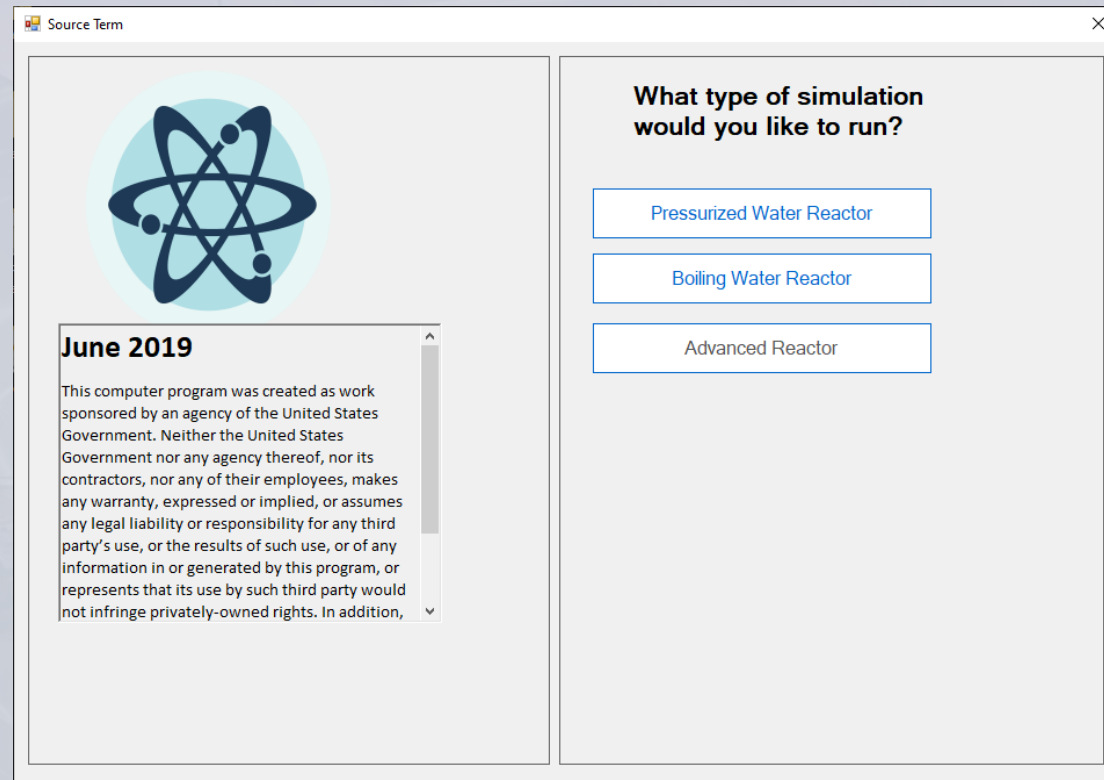 Source Term
June 2019
This computer program was created as work
sponsored by an agency of the United States
Government. Neither the United States
Government nor any agency thereof, nor its
contractors, nor any of their employees, makes
any warranty, expressed or implied, or assumes
any legal liability or responsibility for any third
party’s use, or the results of such use, or of any
information in or generated by this program, or
represents that its use by such third party would
not infringe privately-owned rights. In addition,
What type of simulation
would you like to run?
Pressurized Water Reactor
Boiling Water Reactor
Advanced Reactor